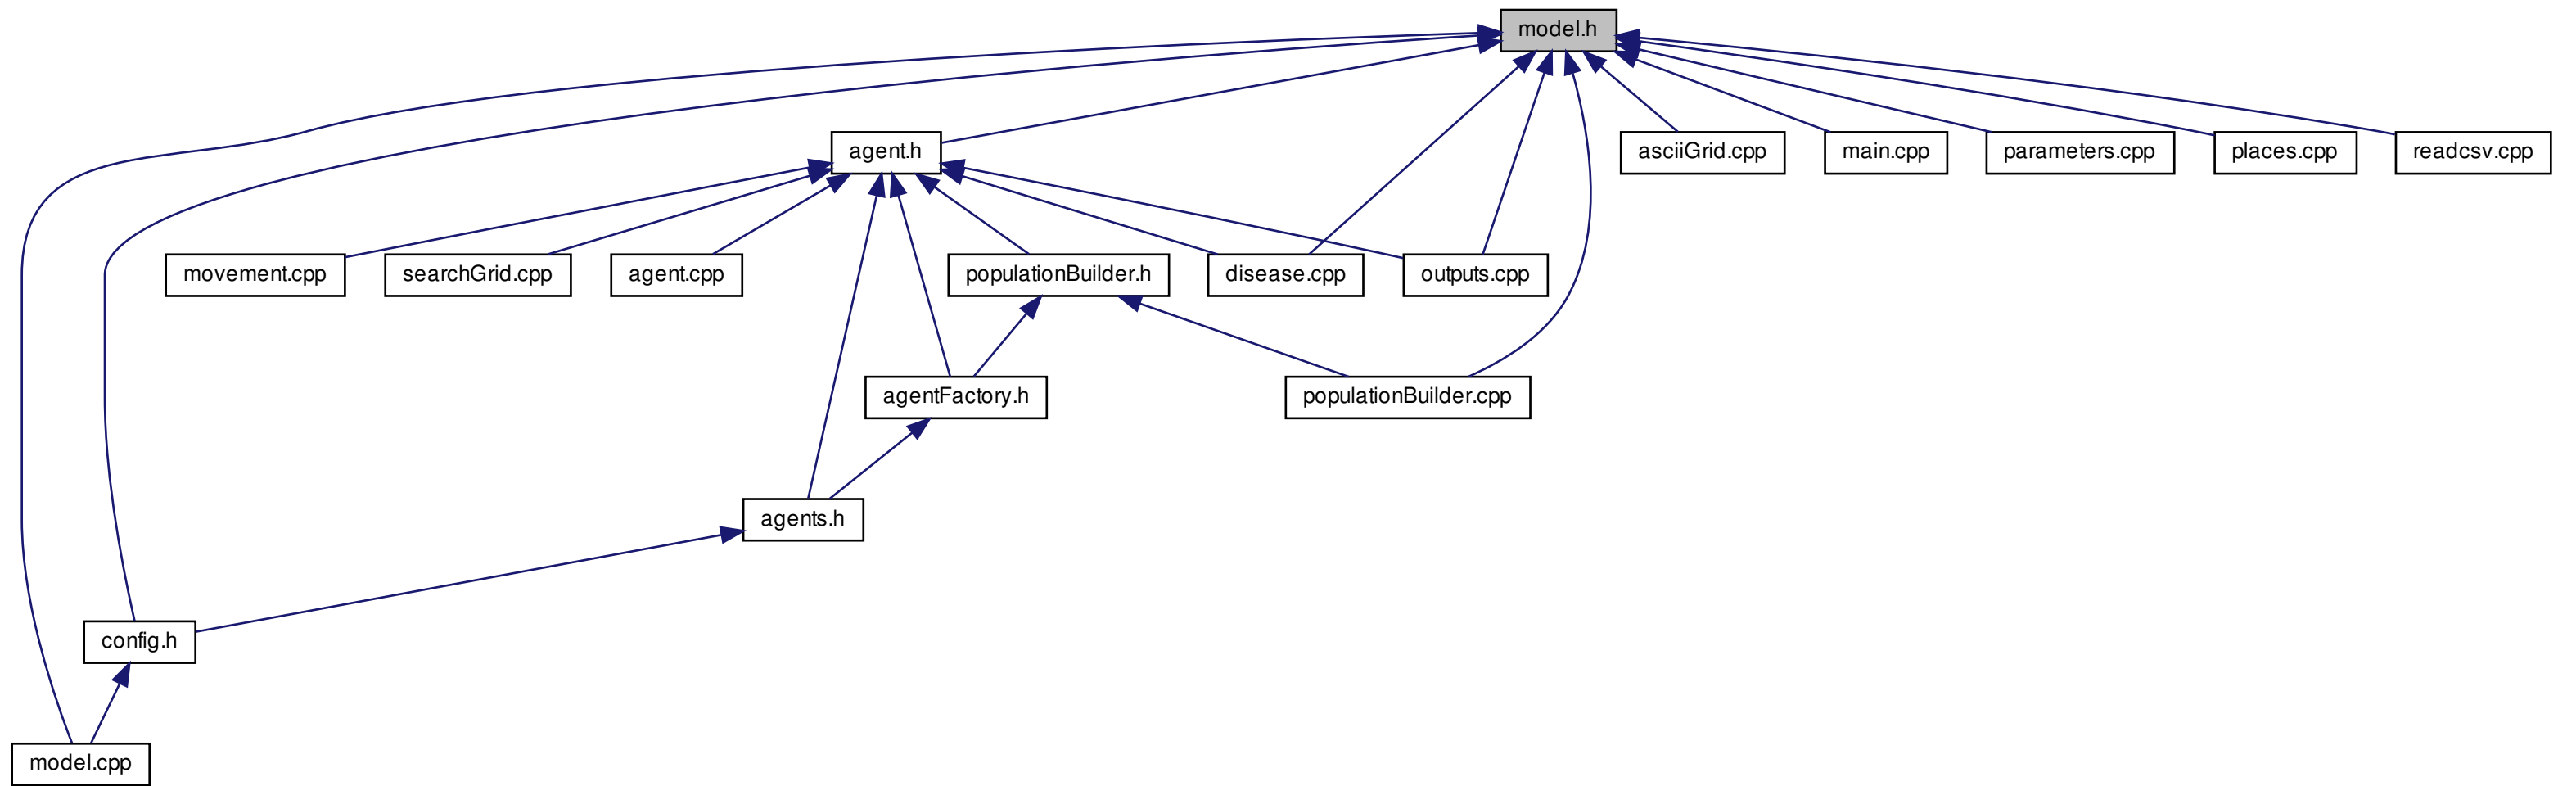 model.h
agent.h
asciiGrid.cpp
main.cpp
parameters.cpp
places.cpp
readcsv.cpp
movement.cpp
searchGrid.cpp
agent.cpp
populationBuilder.h
disease.cpp
outputs.cpp
agentFactory.h
populationBuilder.cpp
agents.h
config.h
model.cpp